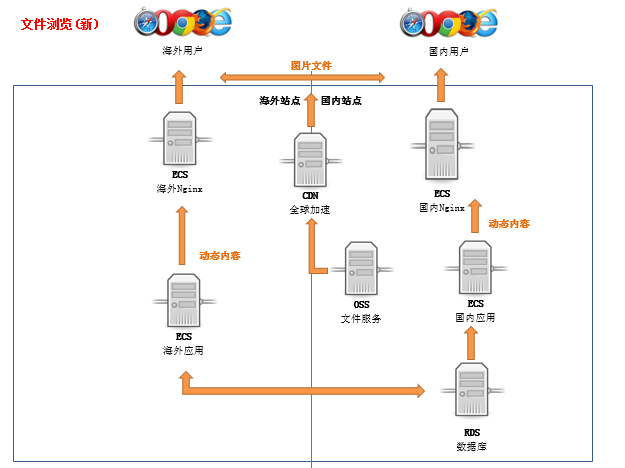 文件浏览(新)
海外用户
国内用户
图片文件
海外站点 国内站点
ECS
海外Nginx
CDN
全球加速
ECS
国内Nginx
动态内容
动态内容
ECS
海外应用
OSS
文件服务
ECS
国内应用
RDS
数据库